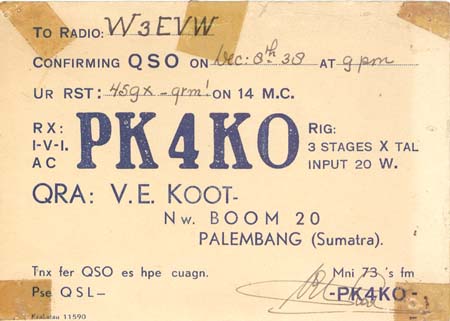 TO RADIO: W3EVW
CONFIRMING QSO ON Dec: 8th 38 AT 9 pm
UR RST: 459x - qrm! ON 14 M.C.
RX:
I-V-I.
AC
PK4KO
RIG:
3 STAGES X TAL
INPUT 20 W.
QRA: V.E. KOOT-
NW. BOOM 20
PALEMBANG (Sumatra).
Tnx fer QSO es hpe cuagn.
Mni 73 's fm
Pse QSL-
-PK4KO-
Krakatau 11590